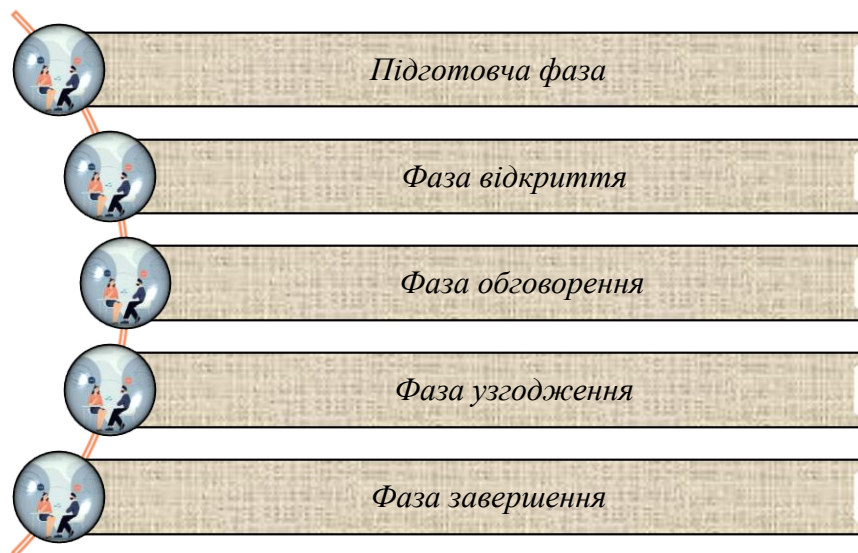 Підготовча фаза
Фаза відкриття
Фаза обговорення
Фаза узгодження
Фаза завершення